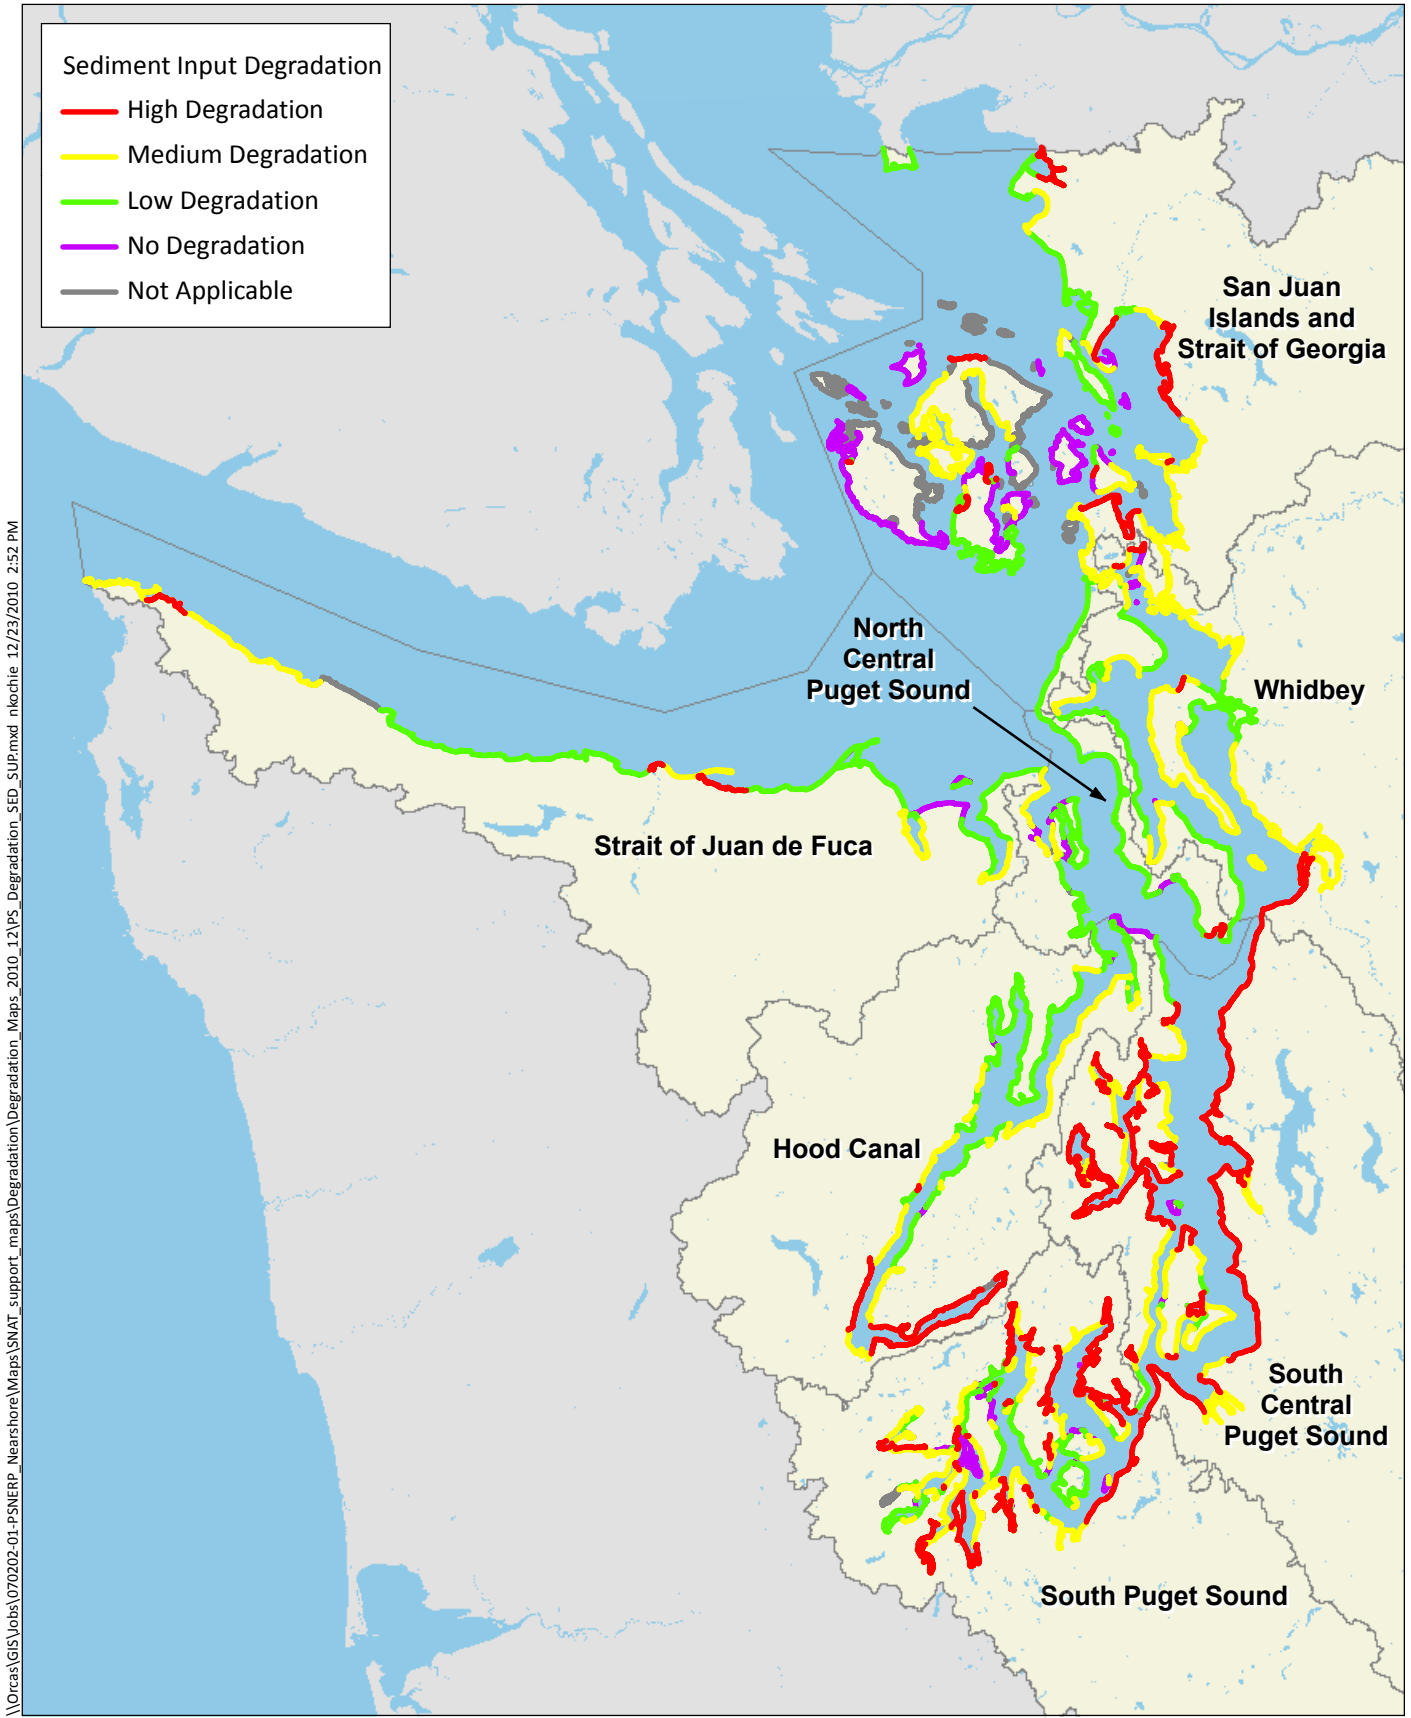 Sediment Input Degradation
High Degradation
Medium Degradation
Low Degradation
No Degradation
Not Applicable
San Juan
Islands and
Strait of Georgia
North
Central
Puget Sound
Whidbey
Strait of Juan de Fuca
Hood Canal
South
Central
Puget Sound
South Puget Sound
\\Orcas\GIS\Jobs\070202-01-PSNERP_Nearshore\Maps\SNAT_support_maps\Degradation\Degradation_Maps_2010_12\PS_Degradation_SED_SUP.mxd nkochie 12/23/2010 2:52 PM